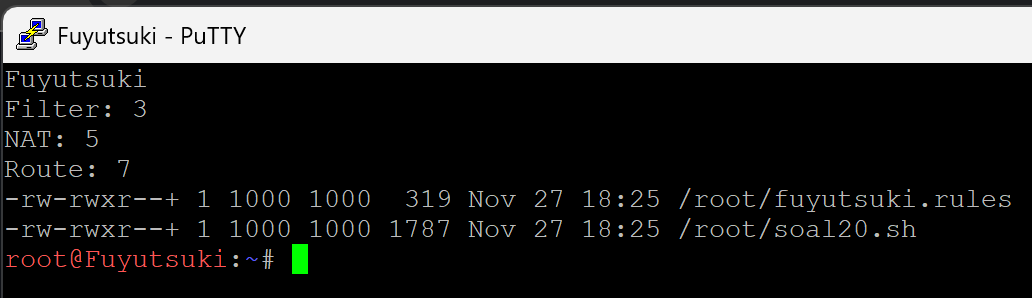 Fuyutsuki - PuTTY
Fuyutsuki
Filter: 3
NAT: 5
Route: 7
-rw-rwxr--+ 1 1000 1000  319 Nov 27 18:25 /root/fuyutsuki.rules
-rw-rwxr--+ 1 1000 1000 1787 Nov 27 18:25 /root/soal20.sh
root@Fuyutsuki:~#